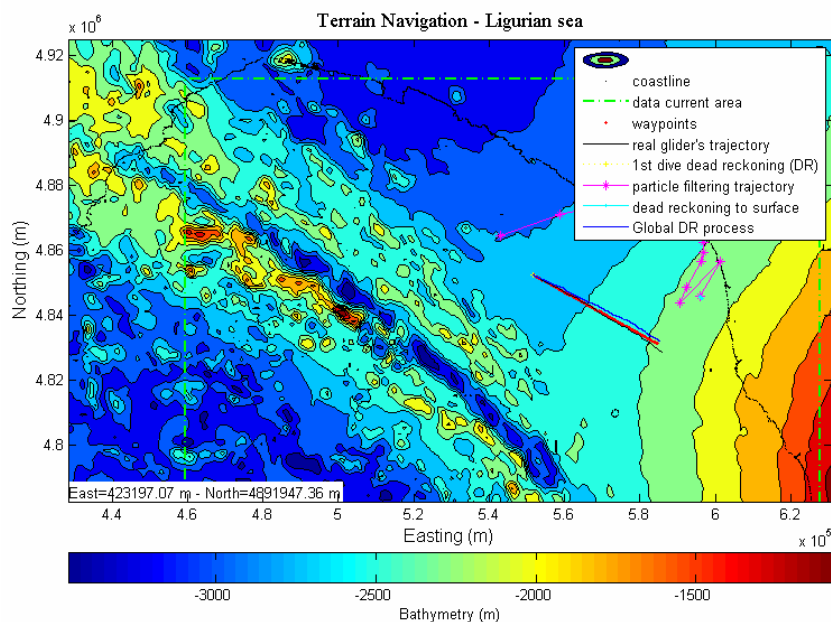 Terrain Navigation - Ligurian sea
x 10^6
4.92
4.9
4.88
4.86
4.84
4.82
4.8
Northing (m)
coastline
data current area
waypoints
real glider's trajectory
1st dive dead reckoning (DR)
particle filtering trajectory
dead reckoning to surface
Global DR process
East=423197.07 m - North=4891947.36 m
4.4 4.6 4.8 5 5.2 5.4 5.6 5.8 6 6.2
Easting (m)
x 10^5
-3000 -2500 -2000 -1500
Bathymetry (m)